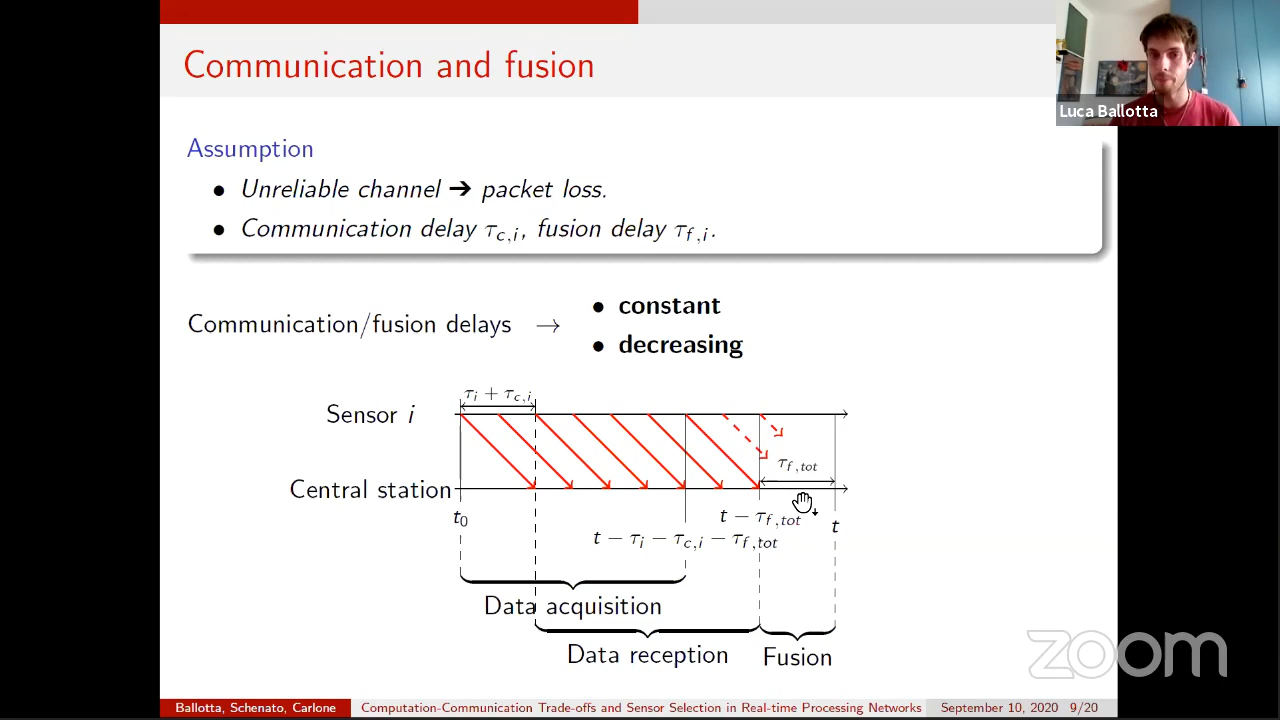 Communication and fusion
Luca Ballotta
Assumption
• Unreliable channel ➔ packet loss.
• Communication delay τc,i, fusion delay τf,i.
Communication/fusion delays →
• constant
• decreasing
τi + τc,i
Sensor i
τf,tot
Central station
t0
t − τf,tot
t
t − τi − τc,i − τf,tot
Data acquisition
Data reception
Fusion
zoom
Ballotta, Schenato, Carlone
Computation-Communication Trade-offs and Sensor Selection in Real-time Processing Networks
September 10, 2020
9/20